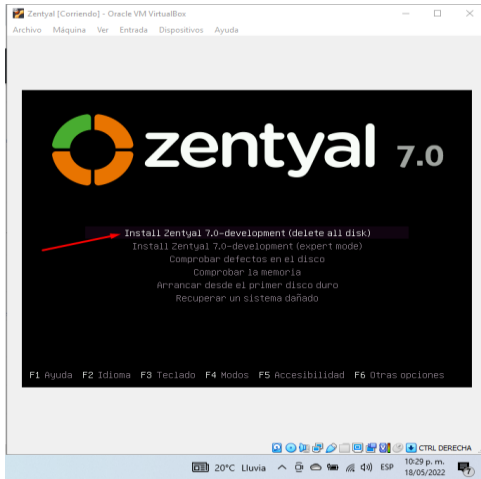 Zentyal [Corriendo] - Oracle VM VirtualBox
Archivo Máquina Ver Entrada Dispositivos Ayuda
zentyal 7.0
Install Zentyal 7.0-development (delete all disk)
Install Zentyal 7.0-development (expert mode)
Comprobar defectos en el disco
Comprobar la memoria
Arrancar desde el primer disco duro
Recuperar un sistema dañado
F1 Ayuda F2 Idioma F3 Teclado F4 Modos F5 Accesibilidad F6 Otras opciones
CTRL DERECHA
20°C Lluvia ESP 10:29 p. m.
18/05/2022